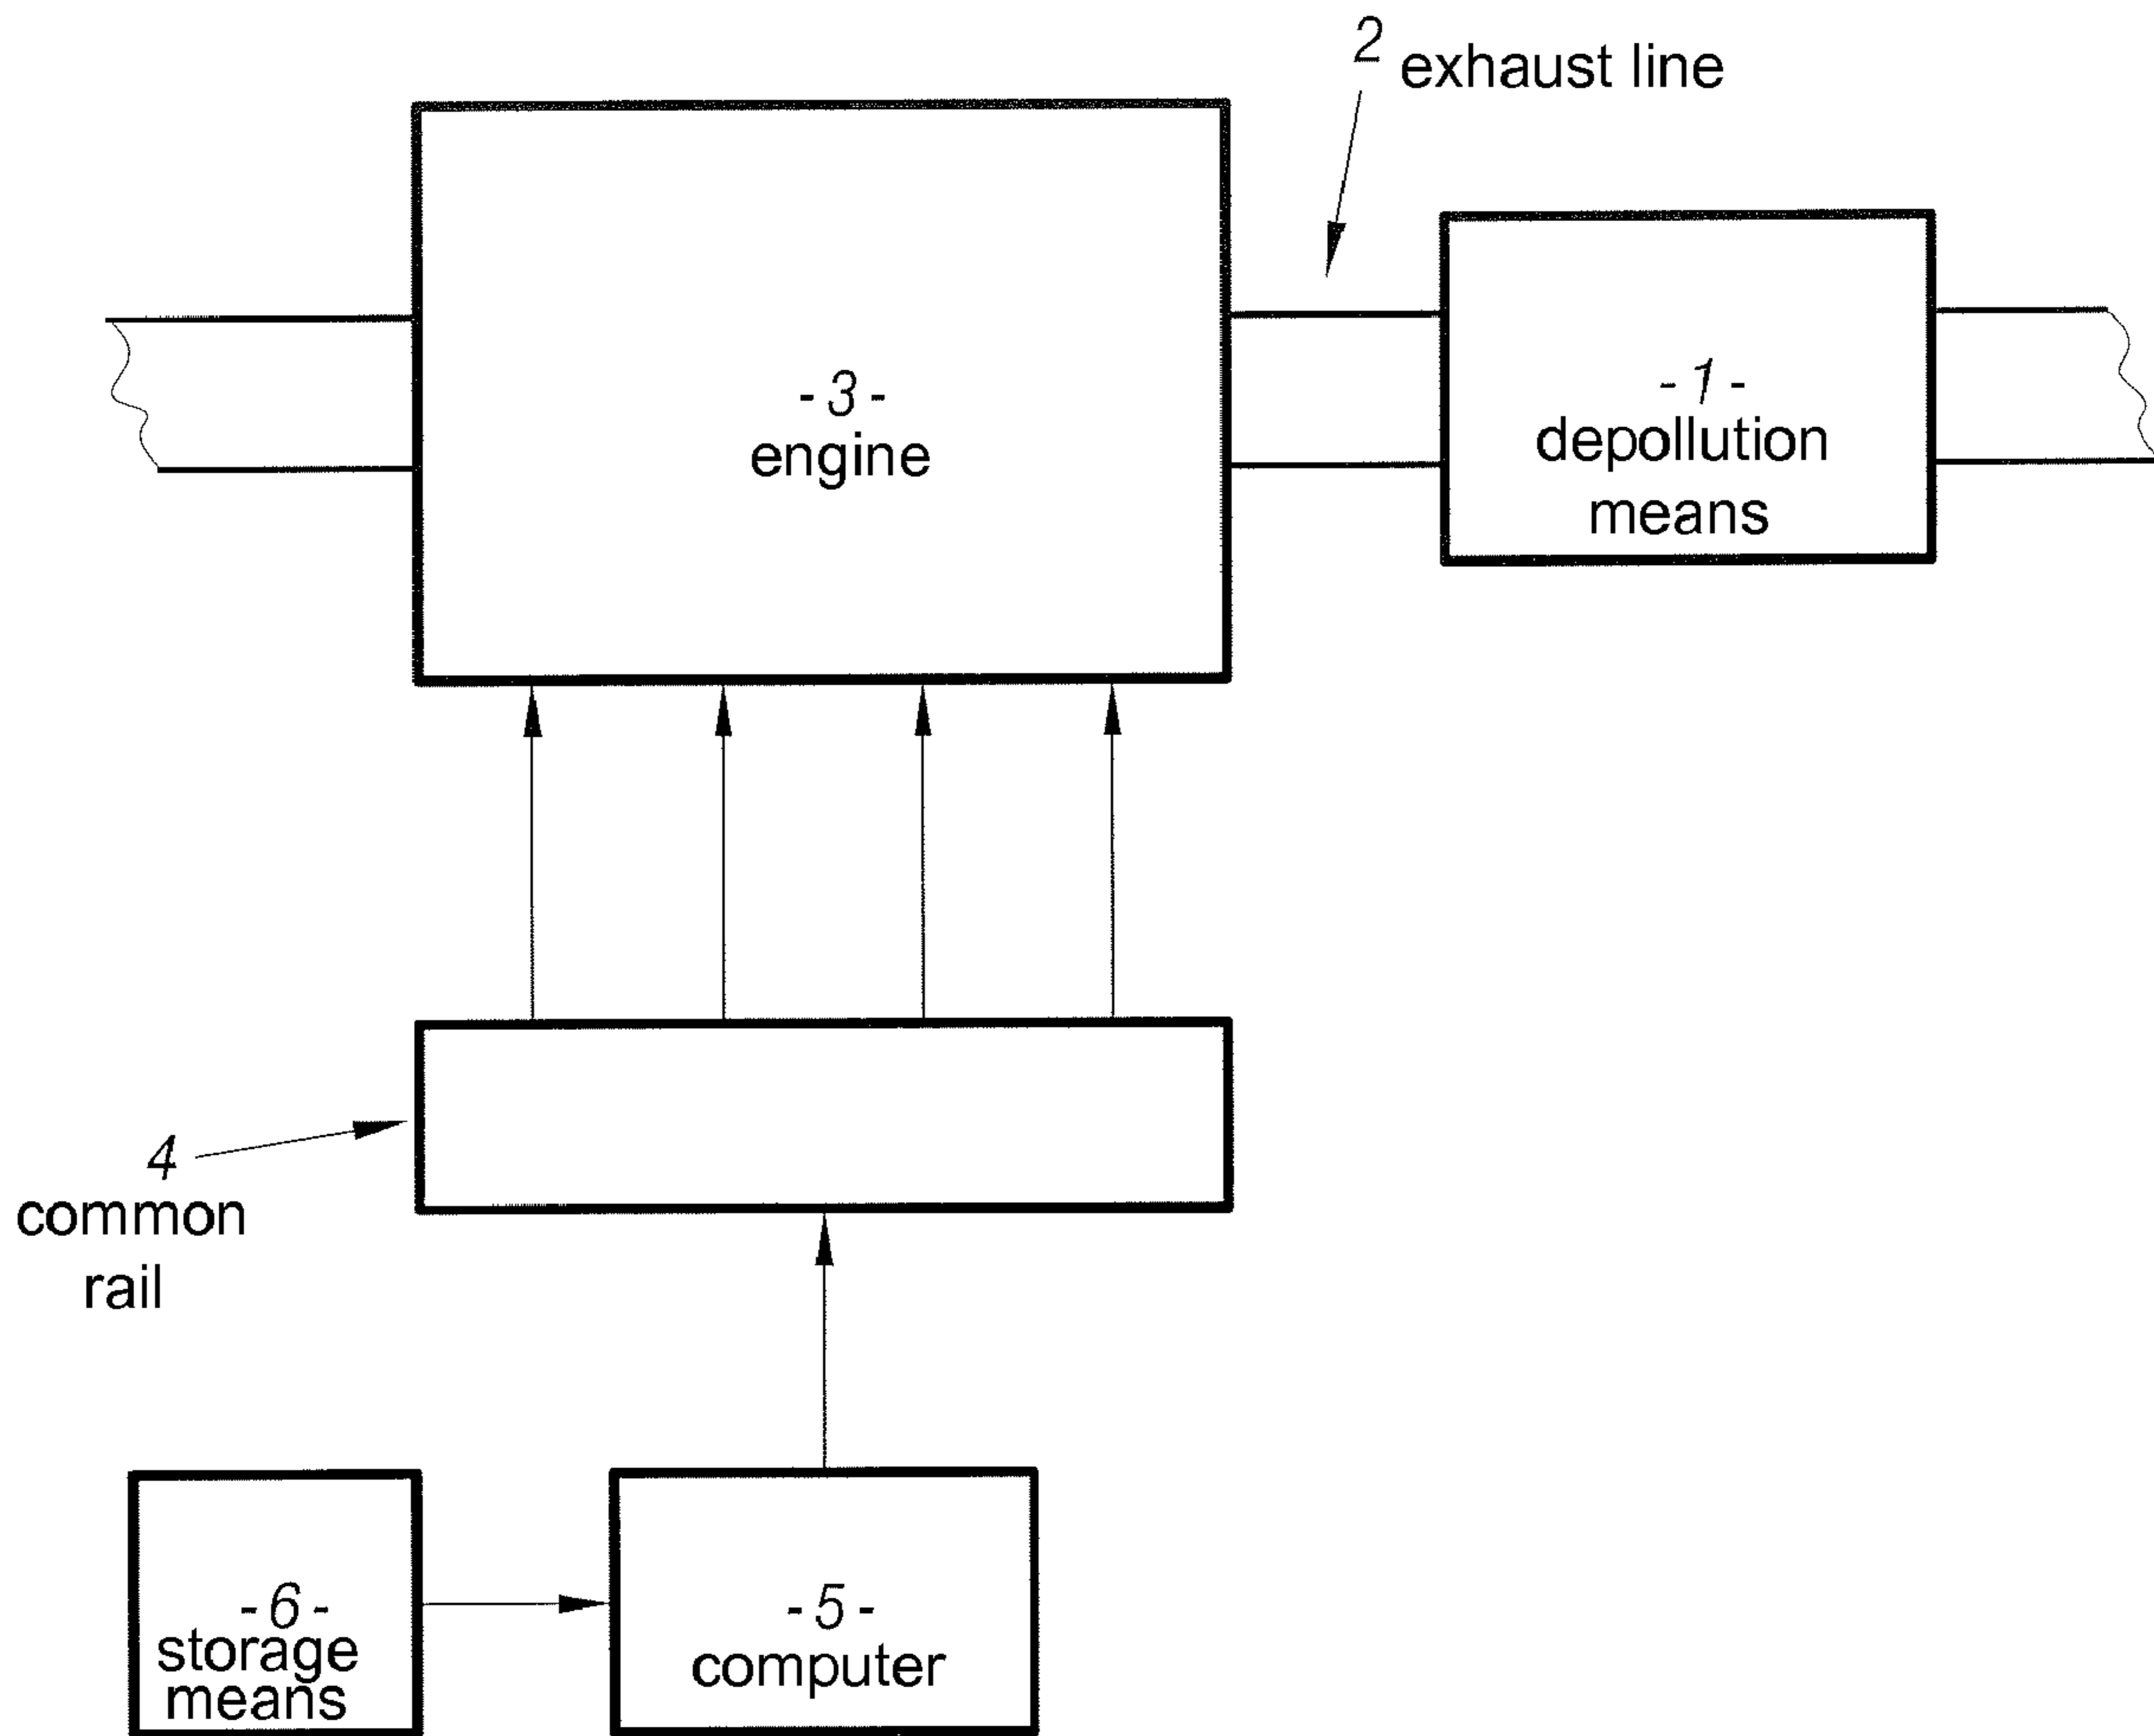 2 exhaust line
-3-
engine
-1-
depollution
means
4
common
rail
-6-
storage
means
-5-
computer